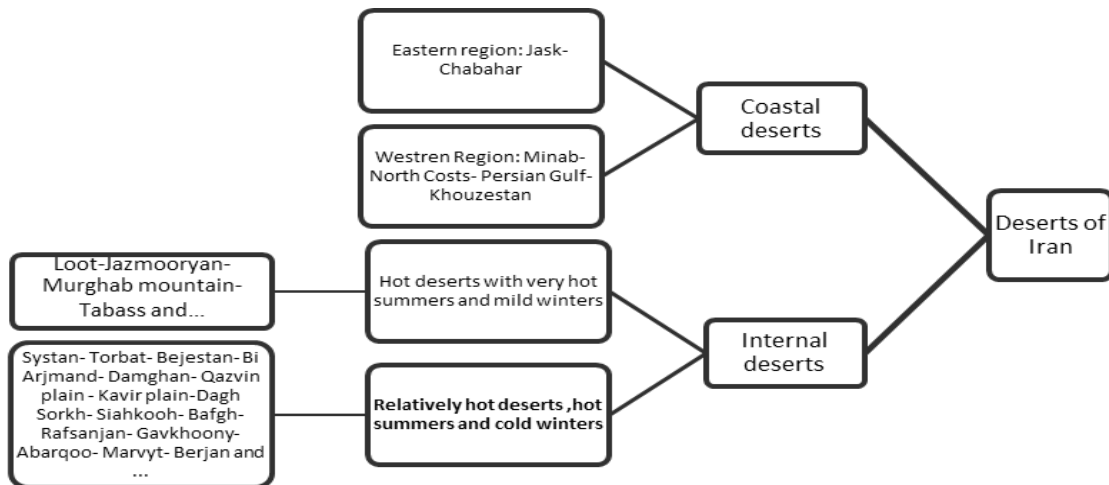 Eastern region: Jask-
Chabahar
Coastal
deserts
Westren Region: Minab-
North Costs- Persian Gulf-
Khouzestan
Deserts of
Iran
Loot-Jazmooryan-
Murghab mountain-
Tabass and...
Hot deserts with very hot
summers and mild winters
Internal
deserts
Systan- Torbat- Bejestan- Bi
Arjmand- Damghan- Qazvin
plain - Kavir plain-Dagh
Sorkh- Siahkooh- Bafgh-
Rafsanjan- Gavkhoony-
Abarqoo- Marvyt- Berjan and
...
Relatively hot deserts ,hot
summers and cold winters